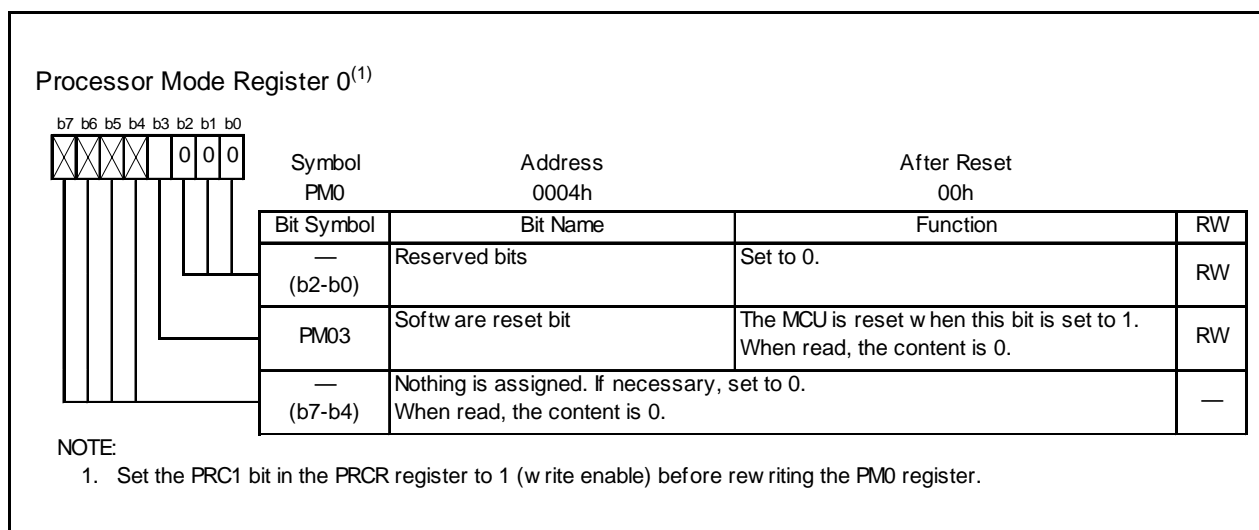 Processor Mode Register 0(1)
b7 b6 b5 b4 b3 b2 b1 b0
0 0 0
Symbol Address After Reset
PM0 0004h 00h
Bit Symbol Bit Name Function RW
— (b2-b0) Reserved bits Set to 0. RW
PM03 Softw are reset bit The MCU is reset w hen this bit is set to 1. When read, the content is 0. RW
— (b7-b4) Nothing is assigned. If necessary, set to 0. When read, the content is 0. —
NOTE:
1. Set the PRC1 bit in the PRCR register to 1 (w rite enable) before rew riting the PM0 register.